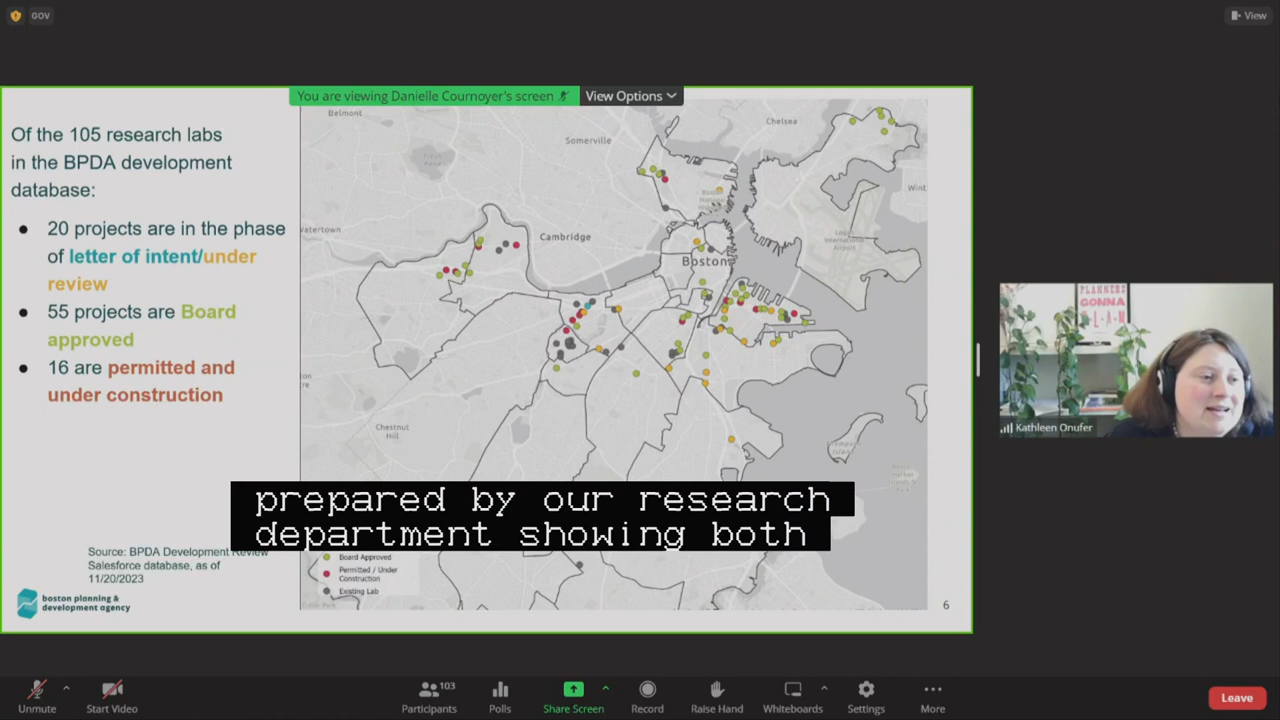 GOV
View
You are viewing Danielle Cournoyer's screen
View Options
Of the 105 research labs
in the BPDA development
database:
● 20 projects are in the phase
of letter of intent/under
review
● 55 projects are Board
approved
● 16 are permitted and
under construction
Belmont
Somerville
Chelsea
Watertown
Cambridge
Boston
Chestnut
Hill
PLANNERS
GONNA
P-L-A-N
Kathleen Onufer
prepared by our research
department showing both
Source: BPDA Development Review
Salesforce database, as of
11/20/2023
Board Approved
Permitted / Under
Construction
Existing Lab
boston planning &
development agency
6
Unmute
Start Video
103
Participants
Polls
Share Screen
Record
Raise Hand
Whiteboards
Settings
More
Leave